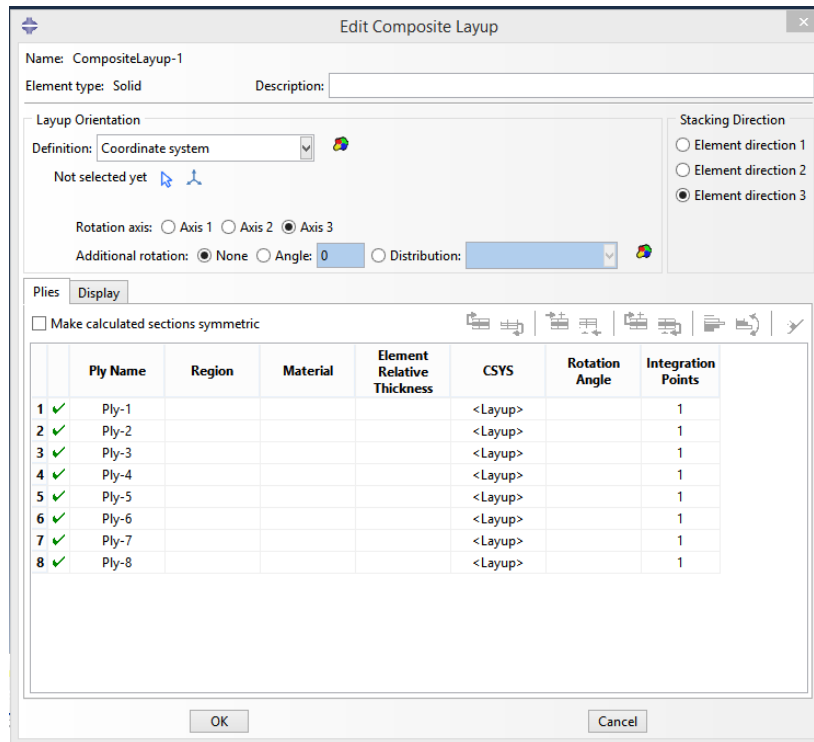 Edit Composite Layup
Name: CompositeLayup-1
Element type: Solid Description:
Layup Orientation
Definition: Coordinate system
Not selected yet
Rotation axis: Axis 1 Axis 2 Axis 3
Additional rotation: None Angle: 0 Distribution:
Stacking Direction
Element direction 1
Element direction 2
Element direction 3
Plies Display
Make calculated sections symmetric
Ply Name Region Material Element Relative Thickness CSYS Rotation Angle Integration Points
1 Ply-1 <Layup> 1
2 Ply-2 <Layup> 1
3 Ply-3 <Layup> 1
4 Ply-4 <Layup> 1
5 Ply-5 <Layup> 1
6 Ply-6 <Layup> 1
7 Ply-7 <Layup> 1
8 Ply-8 <Layup> 1
OK Cancel